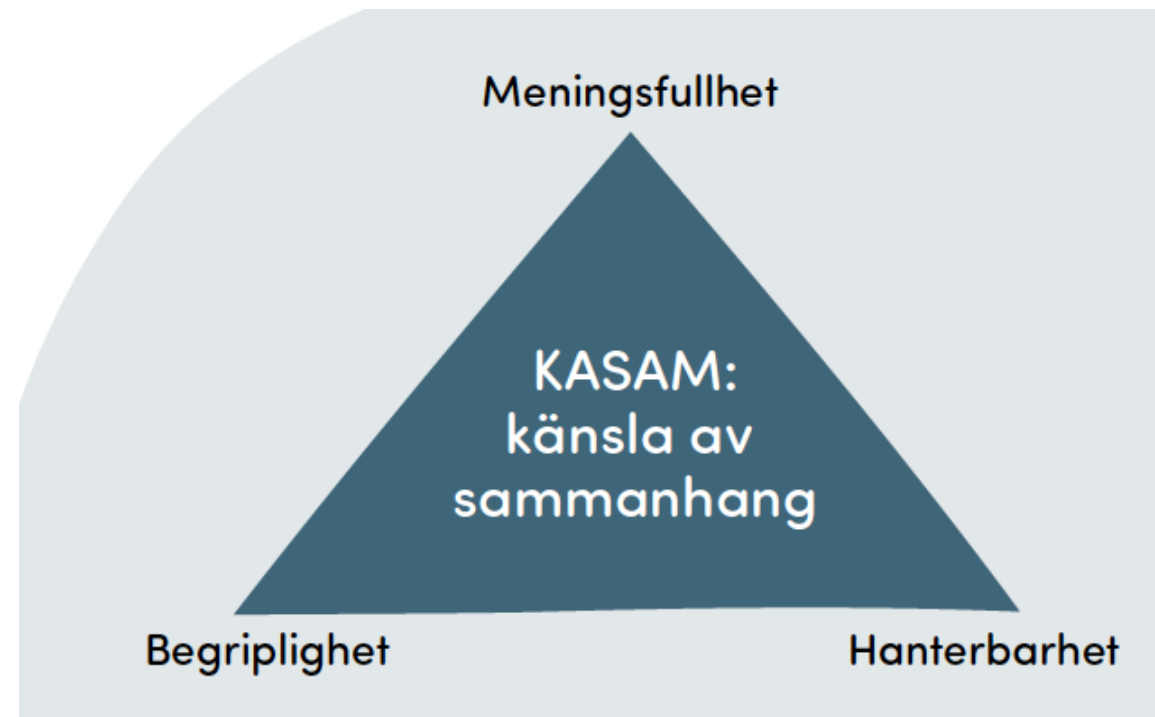 Meningsfullhet
KASAM:
känsla av
sammanhang
Begriplighet
Hanterbarhet